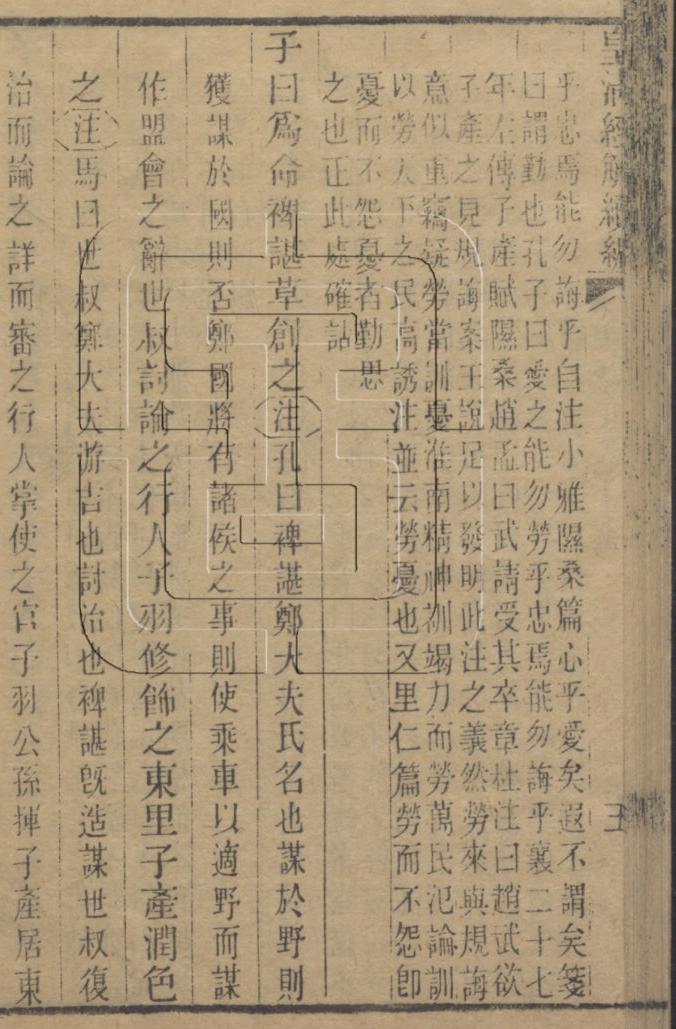 皇清經解續編
乎忠焉能勿誨乎自注小雅隰桑篇心乎愛矣遐不謂矣箋
曰謂勤也孔子曰愛之能勿勞乎忠焉能勿誨乎襄二十七
年左傳子產賦隰桑趙孟曰武請受其卒章杜注曰趙武欲
子產之見規誨案王說足以發明此注之義然勞來與規誨
意似重竊疑勞當訓憂淮南精神訓竭力而勞萬民氾論訓
以勞天下之民高誘注並云勞憂也又里仁篇勞而不怨卽
憂而不怨憂者勤思
之也正此處確詁
子曰爲命裨諶草創之注孔曰裨諶鄭大夫氏名也謀於野則
獲謀於國則否鄭國將有諸侯之事則使乘車以適野而謀
作盟會之辭世叔討論之行人子羽修飾之東里子產潤色
之注馬曰世叔鄭大夫游吉也討治也裨諶旣造謀世叔復
治而論之詳而審之行人掌使之官子羽公孫揮子產居東